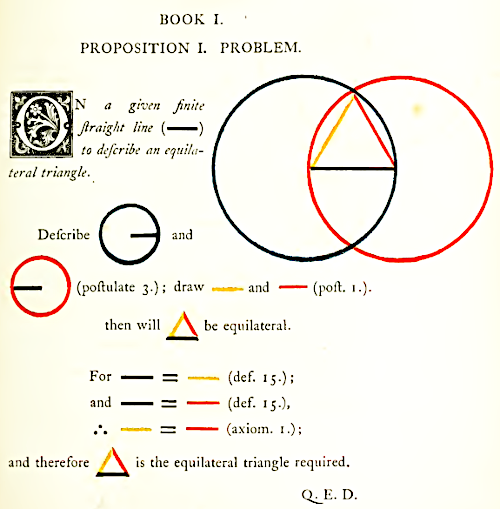 BOOK I.
PROPOSITION I. PROBLEM.
ON a given finite
ſtraight line ( )
to deſcribe an equila-
teral triangle.
Deſcribe and
(poſtulate 3.); draw and (poſt. 1.).
then will be equilateral.
For = (def. 15.);
and = (def. 15.),
∴ = (axiom. 1.);
and therefore is the equilateral triangle required.
Q. E. D.